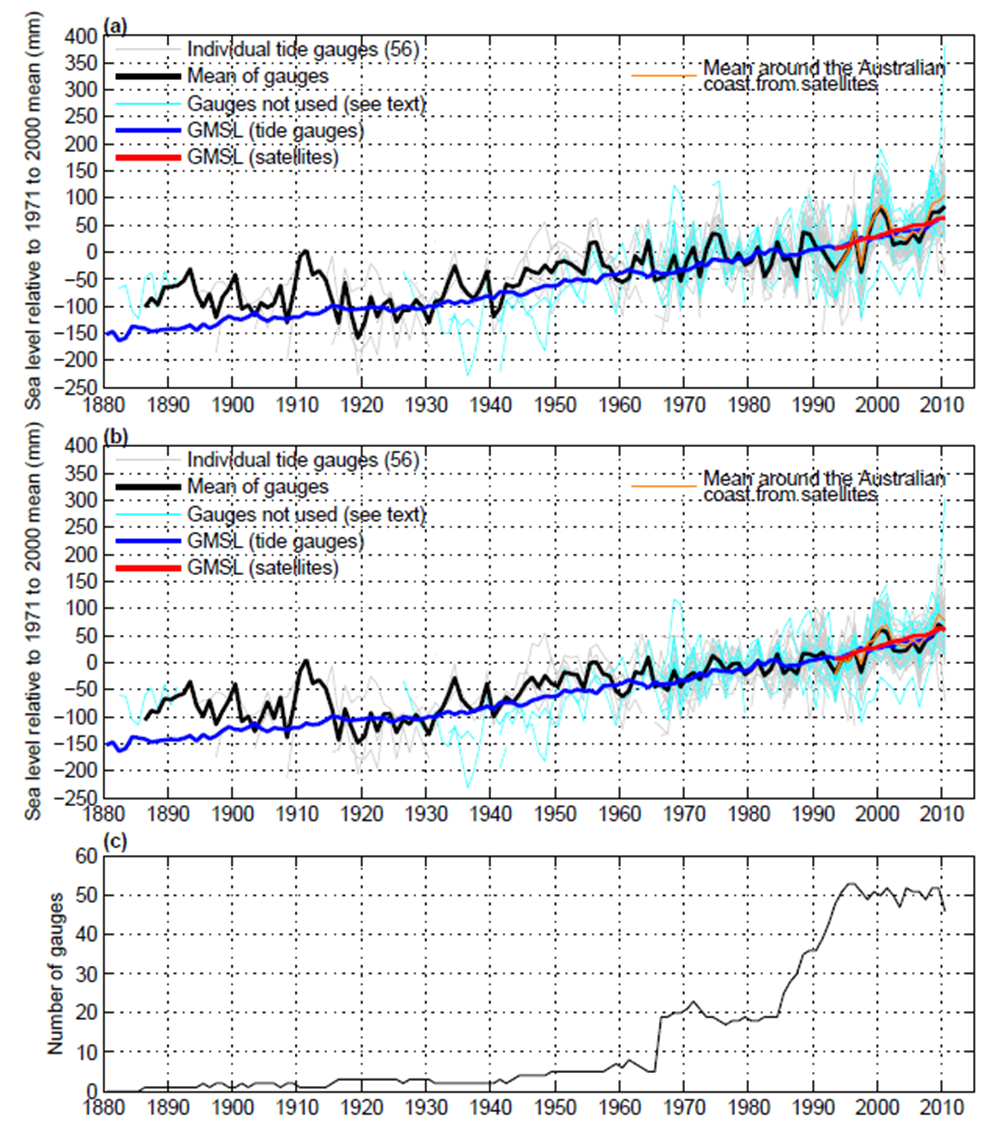 (a)
Sea level relative to 1971 to 2000 mean (mm)
400
350
300
250
200
150
100
50
0
−50
−100
−150
−200
−250
Individual tide gauges (56)
Mean of gauges
Gauges not used (see text)
GMSL (tide gauges)
GMSL (satellites)
Mean around the Australian
coast from satellites
1880 1890 1900 1910 1920 1930 1940 1950 1960 1970 1980 1990 2000 2010
(b)
Sea level relative to 1971 to 2000 mean (mm)
400
350
300
250
200
150
100
50
0
−50
−100
−150
−200
−250
Individual tide gauges (56)
Mean of gauges
Gauges not used (see text)
GMSL (tide gauges)
GMSL (satellites)
Mean around the Australian
coast from satellites
1880 1890 1900 1910 1920 1930 1940 1950 1960 1970 1980 1990 2000 2010
(c)
Number of gauges
60
50
40
30
20
10
0
1880 1890 1900 1910 1920 1930 1940 1950 1960 1970 1980 1990 2000 2010